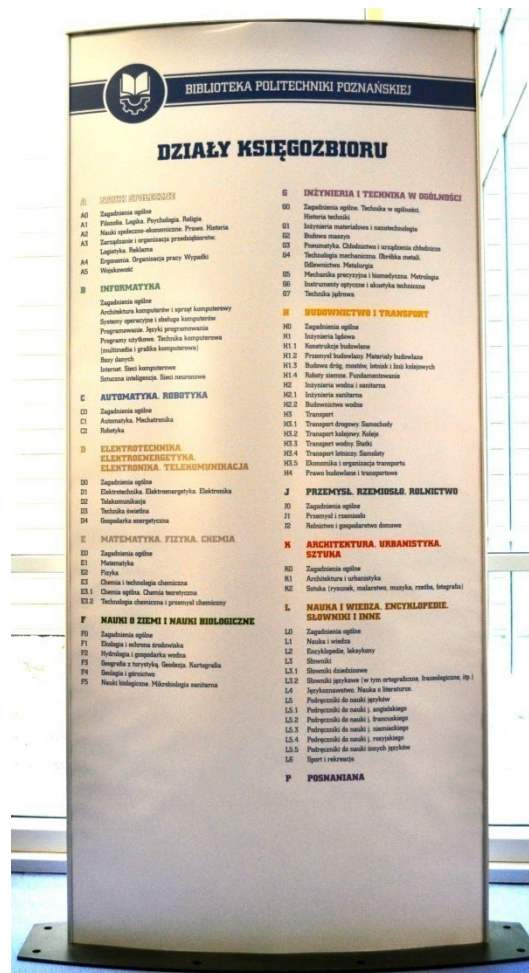 BIBLIOTEKA POLITECHNIKI POZNAŃSKIEJ
DZIAŁY KSIĘGOZBIORU
A NAUKI SPOŁECZNE
A0 Zagadnienia ogólne
A1 Filozofia. Logika. Psychologia. Religia
A2 Nauki społeczno-ekonomiczne. Prawo. Historia
A3 Zarządzanie i organizacja przedsiębiorstw.
Logistyka. Reklama
A4 Ergonomia. Organizacja pracy. Wypadki
A5 Wojskowość
B INFORMATYKA
Zagadnienia ogólne
Architektura komputerów i sprzęt komputerowy
Systemy operacyjne i obsługa komputerów
Programowanie. Języki programowania
Programy użytkowe. Technika komputerowa
(multimedia i grafika komputerowa)
Bazy danych
Internet. Sieci komputerowe
Sztuczna inteligencja. Sieci neuronowe
C AUTOMATYKA. ROBOTYKA
C0 Zagadnienia ogólne
C1 Automatyka. Mechatronika
C2 Robotyka
D ELEKTROTECHNIKA.
ELEKTROENERGETYKA.
ELEKTRONIKA. TELEKOMUNIKACJA
D0 Zagadnienia ogólne
D1 Elektrotechnika. Elektroenergetyka. Elektronika
D2 Telekomunikacja
D3 Technika świetlna
D4 Gospodarka energetyczna
E MATEMATYKA. FIZYKA. CHEMIA
E0 Zagadnienia ogólne
E1 Matematyka
E2 Fizyka
E3 Chemia i technologia chemiczna
E3.1 Chemia ogólna. Chemia teoretyczna
E3.2 Technologia chemiczna i przemysł chemiczny
F NAUKI O ZIEMI I NAUKI BIOLOGICZNE
F0 Zagadnienia ogólne
F1 Ekologia i ochrona środowiska
F2 Hydrologia i gospodarka wodna
F3 Geografia z turystyką. Geodezja. Kartografia
F4 Geologia i górnictwo
F5 Nauki biologiczne. Mikrobiologia sanitarna
G INŻYNIERIA I TECHNIKA W OGÓLNOŚCI
G0 Zagadnienia ogólne. Technika w ogólności.
Historia techniki
G1 Inżynieria materiałowa i nanotechnologia
G2 Budowa maszyn
G3 Pneumatyka. Chłodnictwo i urządzenia chłodnicze
G4 Technologia mechaniczna. Obróbka metali.
Odlewnictwo. Metalurgia
G5 Mechanika precyzyjna i biomedyczna. Metrologia
G6 Instrumenty optyczne i akustyka techniczna
G7 Technika jądrowa
H BUDOWNICTWO I TRANSPORT
H0 Zagadnienia ogólne
H1 Inżynieria lądowa
H1.1 Konstrukcje budowlane
H1.2 Przemysł budowlany. Materiały budowlane
H1.3 Budowa dróg, mostów, lotnisk i linii kolejowych
H1.4 Roboty ziemne. Fundamentowanie
H2 Inżynieria wodna i sanitarna
H2.1 Inżynieria sanitarna
H2.2 Budownictwo wodne
H3 Transport
H3.1 Transport drogowy. Samochody
H3.2 Transport kolejowy. Koleje
H3.3 Transport wodny. Statki
H3.4 Transport lotniczy. Samoloty
H3.5 Ekonomika i organizacja transportu
H4 Prawo budowlane i transportowe
J PRZEMYSŁ. RZEMIOSŁO. ROLNICTWO
J0 Zagadnienia ogólne
J1 Przemysł i rzemiosło
J2 Rolnictwo i gospodarstwo domowe
K ARCHITEKTURA. URBANISTYKA.
SZTUKA
K0 Zagadnienia ogólne
K1 Architektura i urbanistyka
K2 Sztuka (rysunek, malarstwo, muzyka, rzeźba, fotografia)
L NAUKA I WIEDZA. ENCYKLOPEDIE.
SŁOWNIKI I INNE
L0 Zagadnienia ogólne
L1 Nauka i wiedza
L2 Encyklopedie, leksykony
L3 Słowniki
L3.1 Słowniki dziedzinowe
L3.2 Słowniki językowe (w tym ortograficzne, frazeologiczne, itp.)
L4 Językoznawstwo. Nauka o literaturze
L5 Podręczniki do nauki języków
L5.1 Podręczniki do nauki j. angielskiego
L5.2 Podręczniki do nauki j. francuskiego
L5.3 Podręczniki do nauki j. niemieckiego
L5.4 Podręczniki do nauki j. rosyjskiego
L5.5 Podręczniki do nauki innych języków
L6 Sport i rekreacja
P POSNANIANA